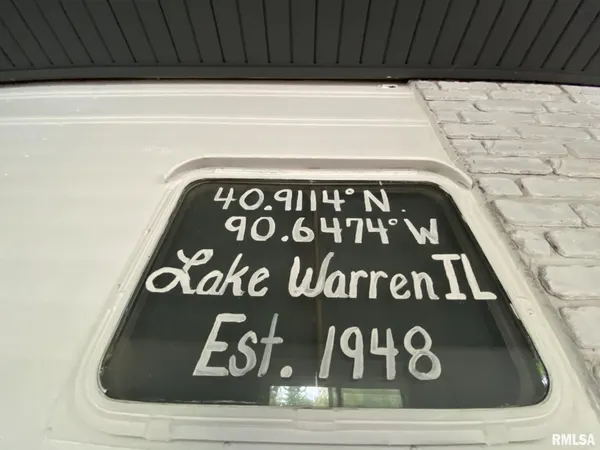 40.9114° N.
90.6474° W
Lake Warren IL
Est. 1948
RMLSA